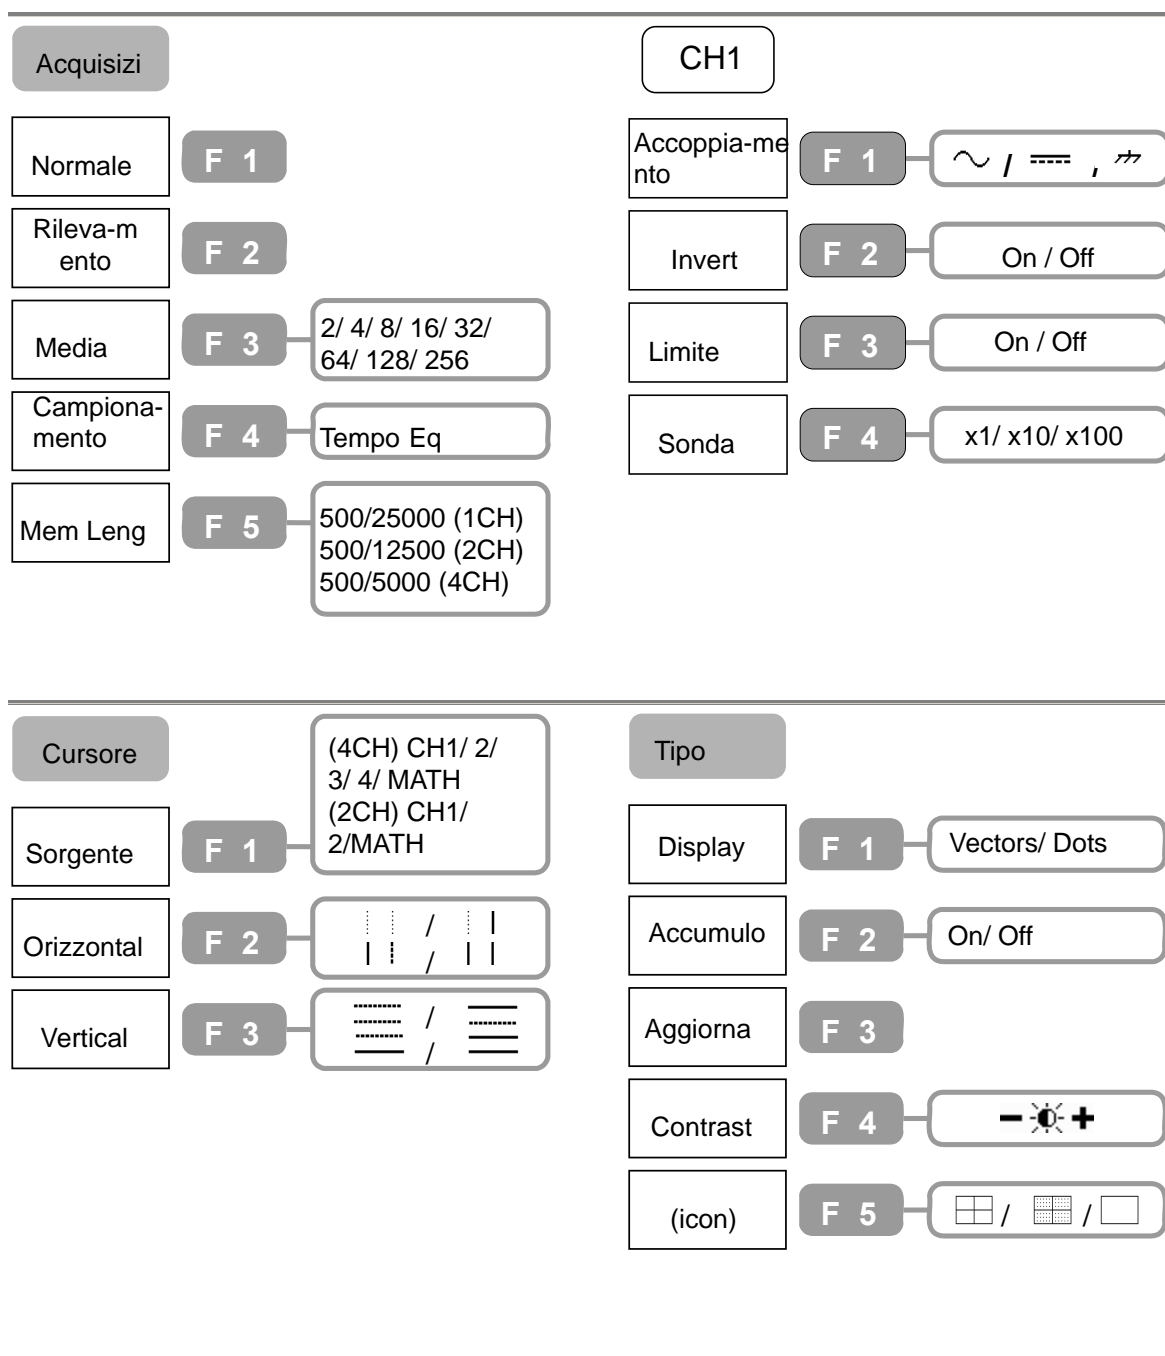 Acquisizi
Normale
F 1
Rileva-m
ento
F 2
Media
F 3
2/ 4/ 8/ 16/ 32/
64/ 128/ 256
Campiona-
mento
F 4
Tempo Eq
Mem Leng
F 5
500/25000 (1CH)
500/12500 (2CH)
500/5000 (4CH)
CH1
Accoppia-me
nto
F 1
/ ,
Invert
F 2
On / Off
Limite
F 3
On / Off
Sonda
F 4
x1/ x10/ x100
Cursore
Sorgente
F 1
(4CH) CH1/ 2/
3/ 4/ MATH
(2CH) CH1/
2/MATH
Orizzontal
F 2
/
/
Vertical
F 3
/
/
Tipo
Display
F 1
Vectors/ Dots
Accumulo
F 2
On/ Off
Aggiorna
F 3
Contrast
F 4
(icon)
F 5
/ /